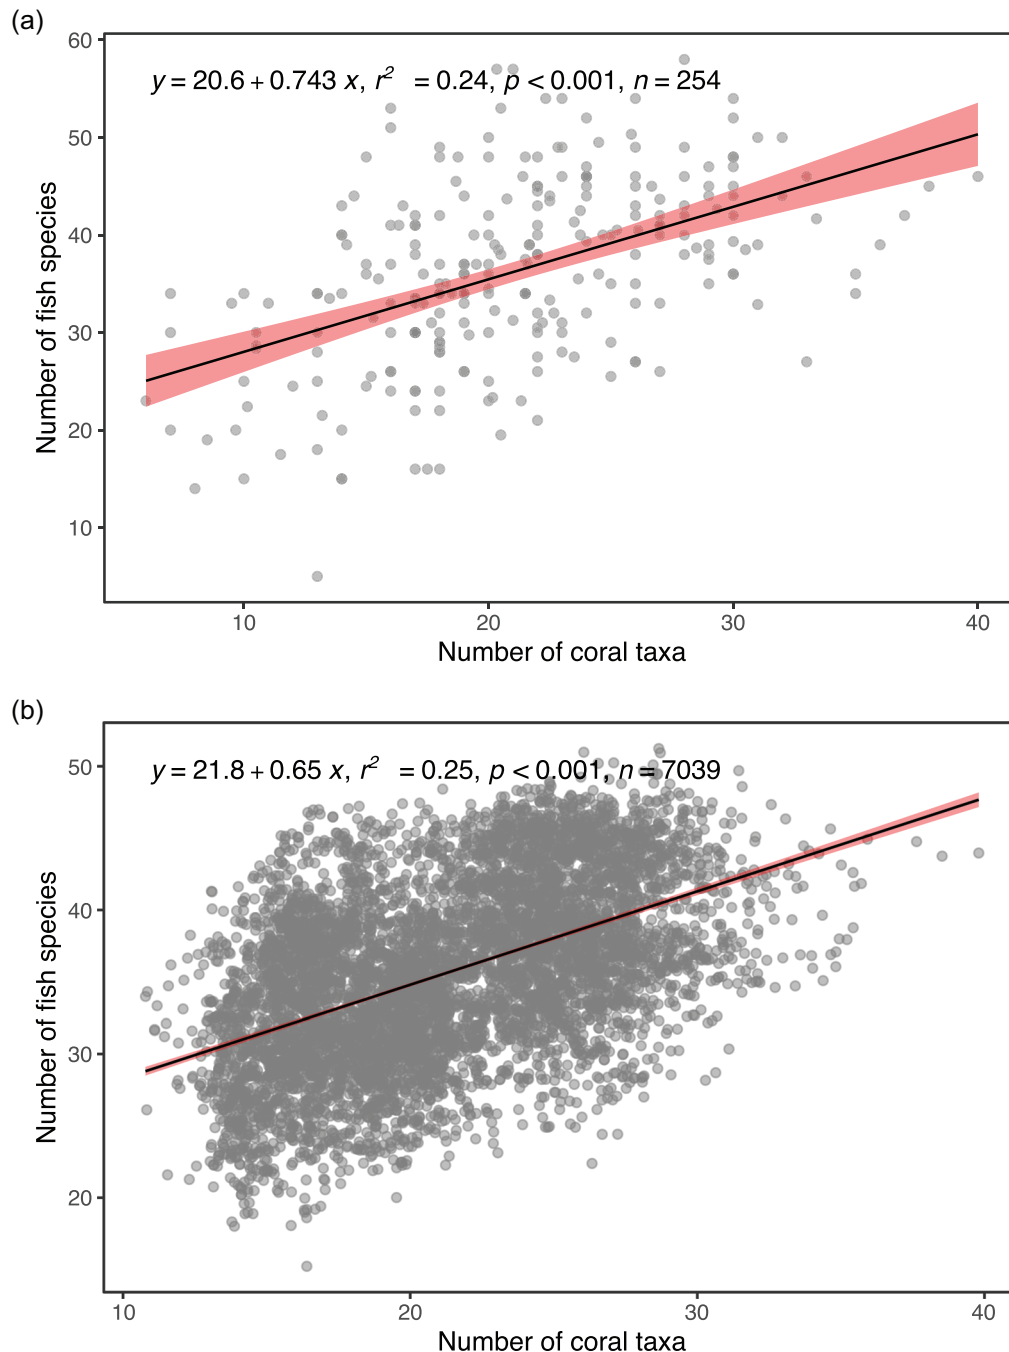 (a)
60
50
40
30
20
10
Number of fish species
y = 20.6 + 0.743 x, r² = 0.24, p < 0.001, n = 254
10 20 30 40
Number of coral taxa
(b)
50
40
30
20
Number of fish species
y = 21.8 + 0.65 x, r² = 0.25, p < 0.001, n = 7039
10 20 30 40
Number of coral taxa